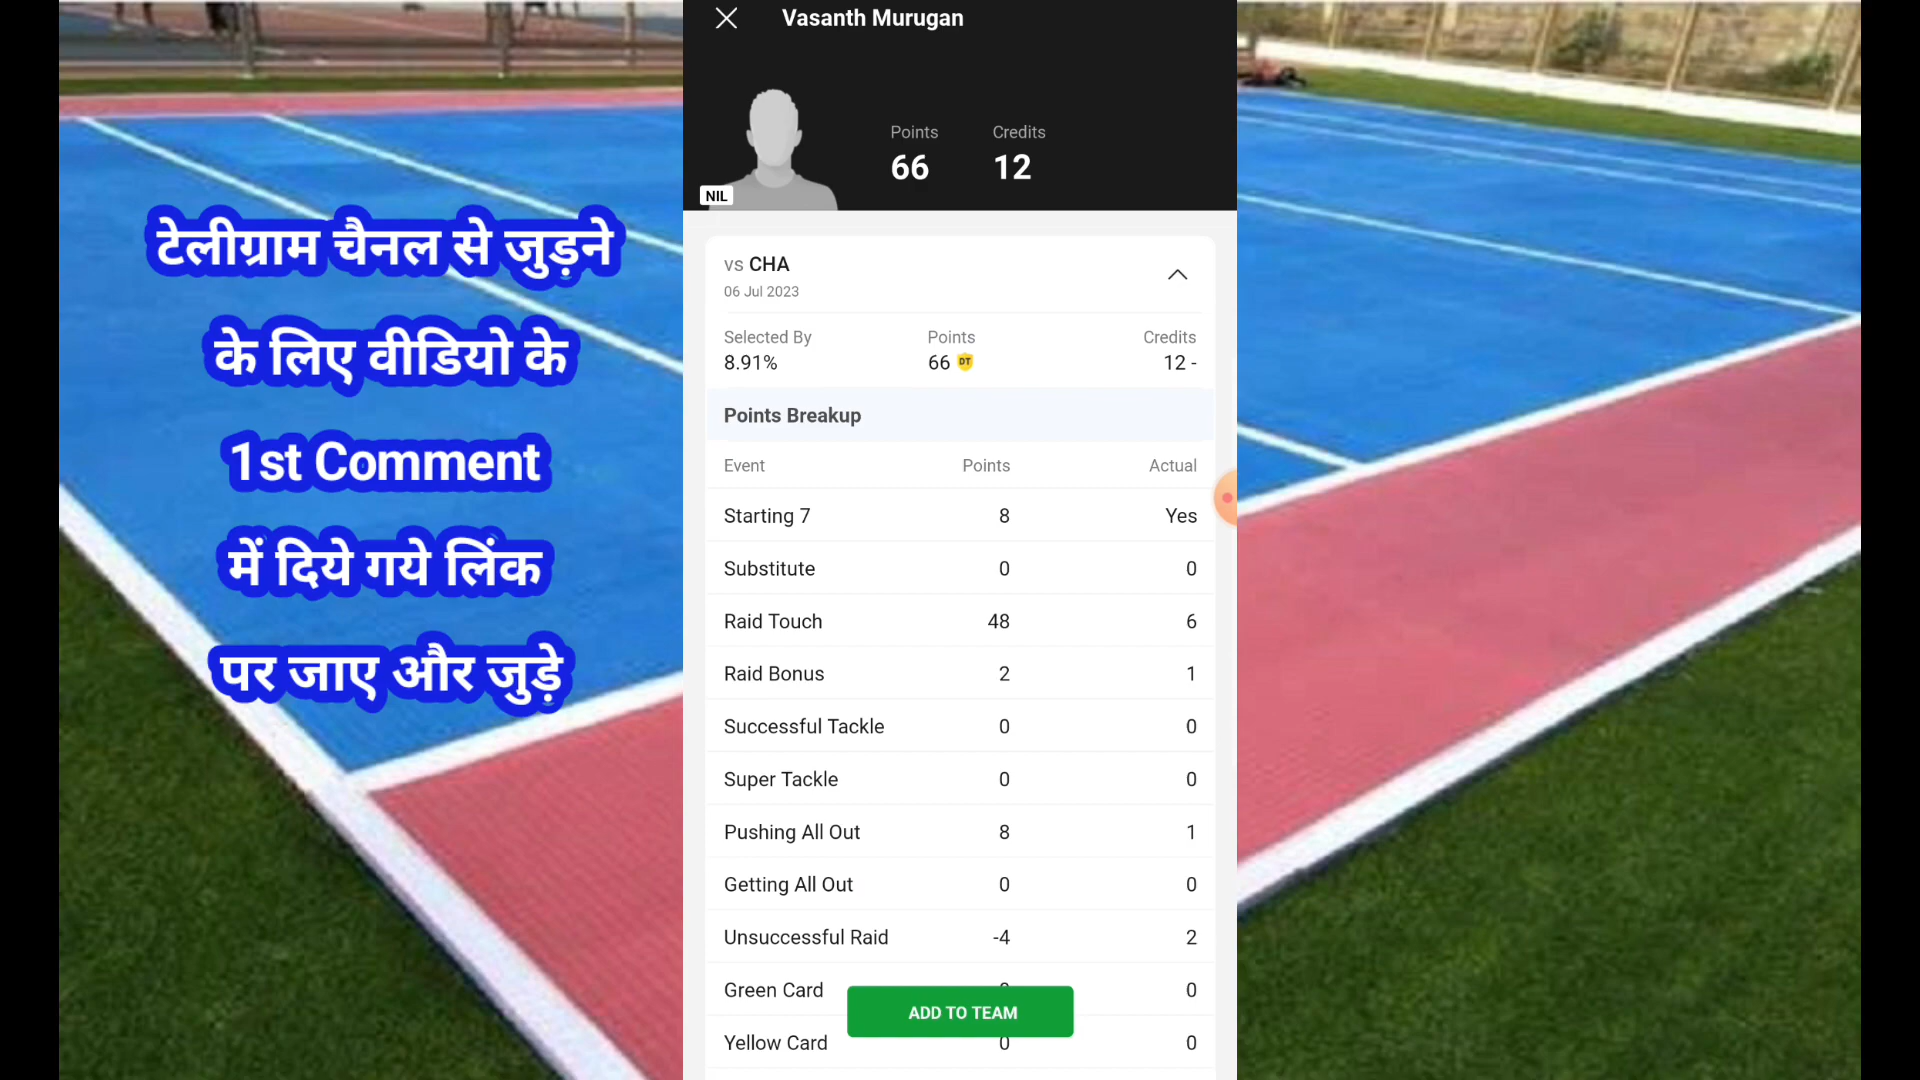 टेलीग्राम चैनल से जुड़ने
के लिए वीडियो के
1st Comment
में दिये गये लिंक
पर जाए और जुड़े
Vasanth Murugan
Points Credits
66 12
NIL
vs CHA
06 Jul 2023
Selected By Points Credits
8.91% 66 DT 12 -
Points Breakup
Event Points Actual
Starting 7 8 Yes
Substitute 0 0
Raid Touch 48 6
Raid Bonus 2 1
Successful Tackle 0 0
Super Tackle 0 0
Pushing All Out 8 1
Getting All Out 0 0
Unsuccessful Raid -4 2
Green Card 0
ADD TO TEAM
Yellow Card 0 0